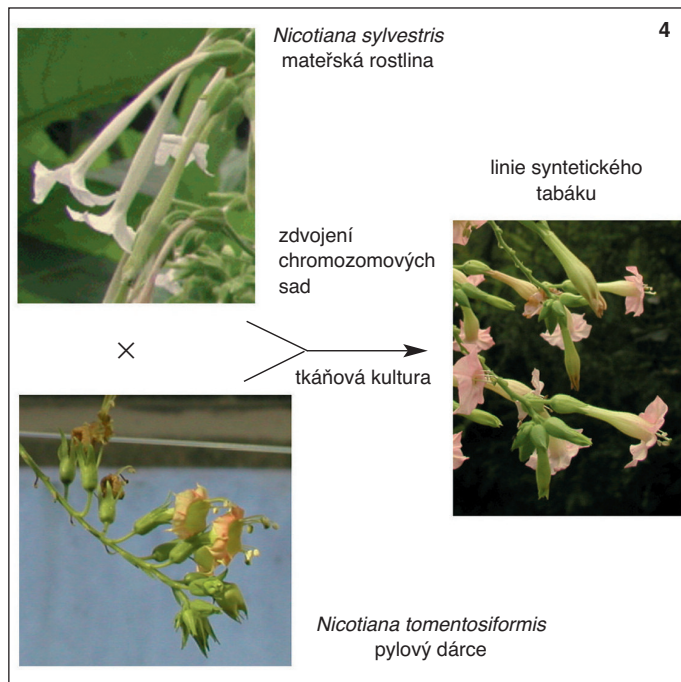 4
Nicotiana sylvestris
mateřská rostlina
linie syntetického
tabáku
zdvojení
chromozomových
sad
×
tkáňová kultura
Nicotiana tomentosiformis
pylový dárce